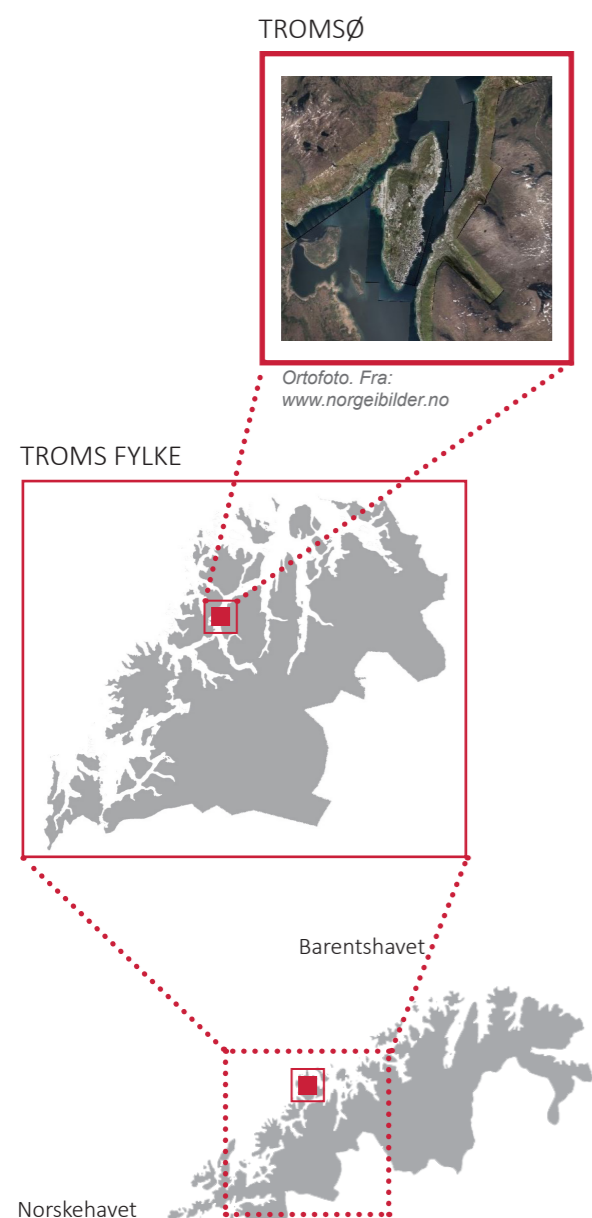 TROMSØ
Ortofoto. Fra:
www.norgeibilder.no
TROMS FYLKE
Barentshavet
Norskehavet